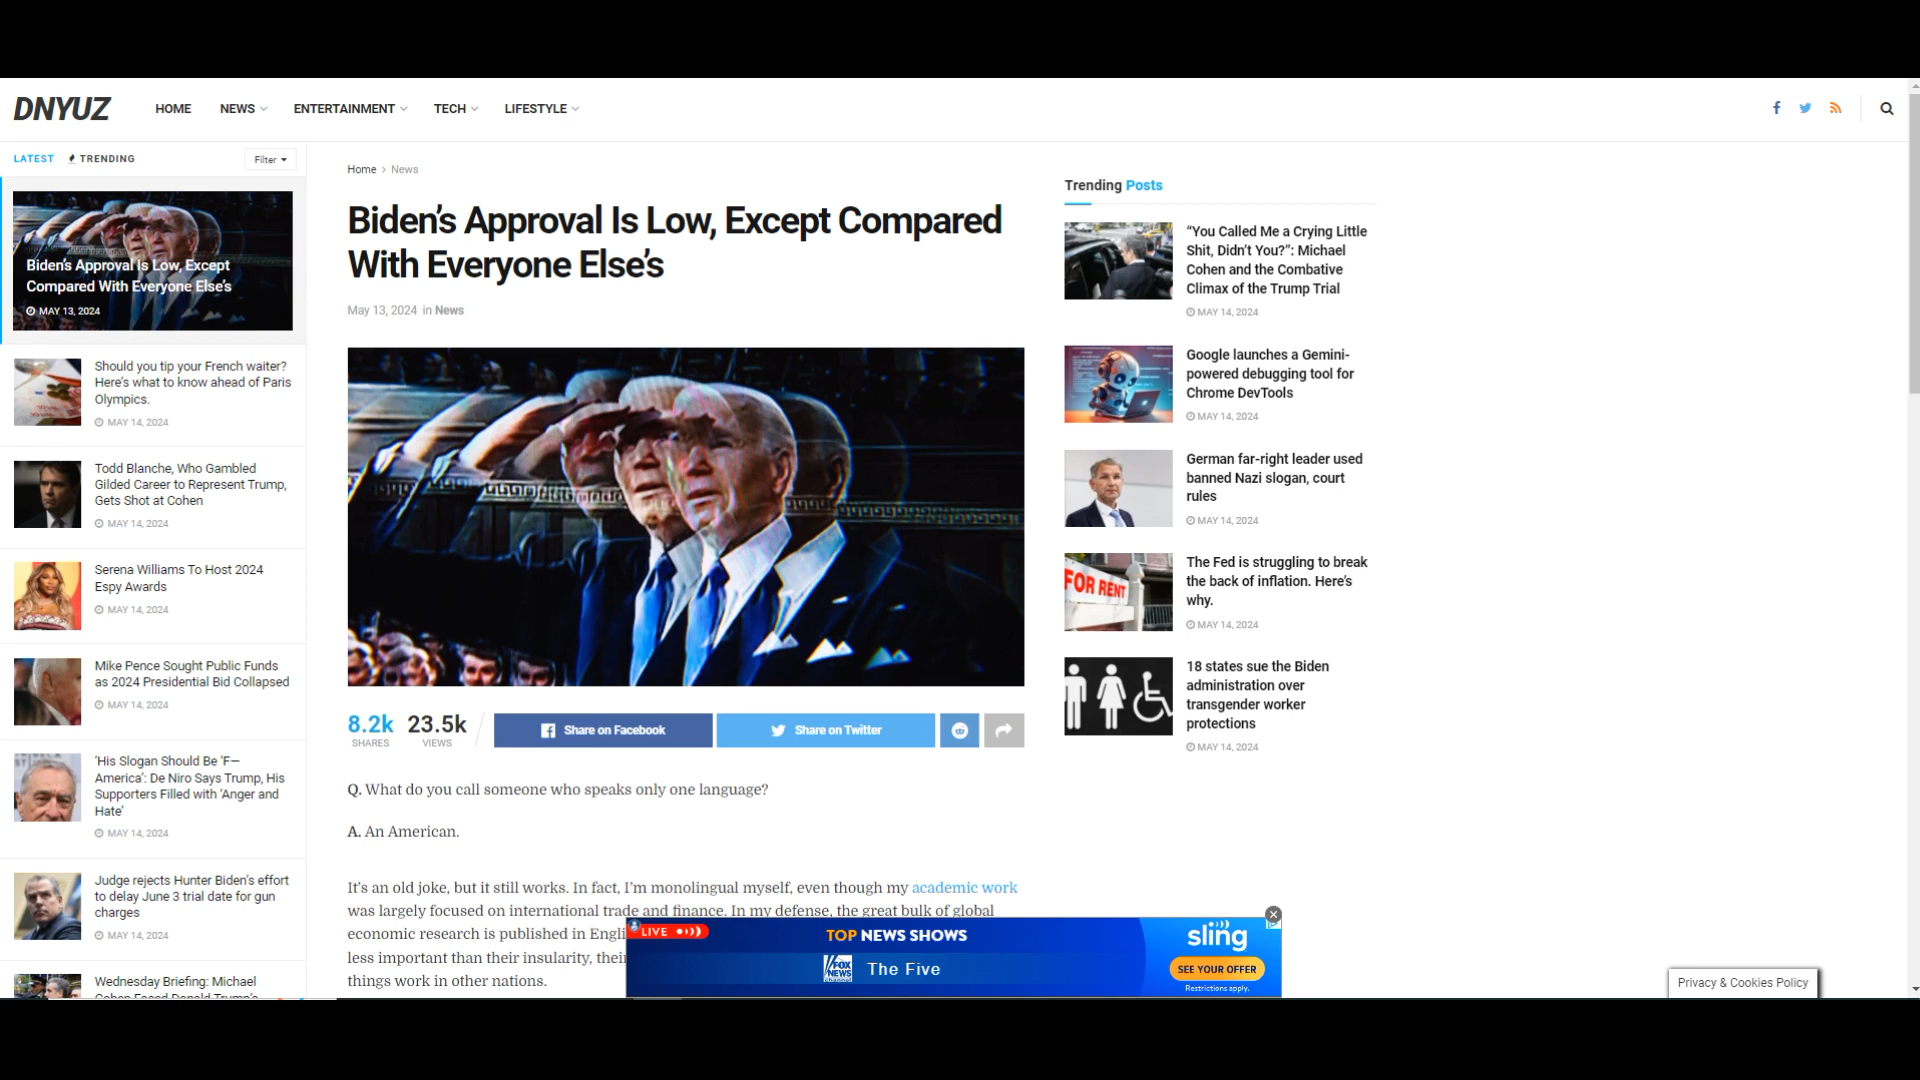 DNYUZ
HOME NEWS ENTERTAINMENT TECH LIFESTYLE
LATEST TRENDING Filter
Biden's Approval Is Low, Except
Compared With Everyone Else's
MAY 13, 2024
Should you tip your French waiter?
Here's what to know ahead of Paris
Olympics.
MAY 14, 2024
Todd Blanche, Who Gambled
Gilded Career to Represent Trump,
Gets Shot at Cohen
MAY 14, 2024
Serena Williams To Host 2024
Espy Awards
MAY 14, 2024
Mike Pence Sought Public Funds
as 2024 Presidential Bid Collapsed
MAY 14, 2024
'His Slogan Should Be 'F—
America': De Niro Says Trump, His
Supporters Filled with 'Anger and
Hate'
MAY 14, 2024
Judge rejects Hunter Biden's effort
to delay June 3 trial date for gun
charges
MAY 14, 2024
Wednesday Briefing: Michael
Cohen Faced Donald Trump's
Home > News
Biden's Approval Is Low, Except Compared
With Everyone Else's
May 13, 2024 in News
8.2k
SHARES
23.5k
VIEWS
Share on Facebook
Share on Twitter
Q. What do you call someone who speaks only one language?
A. An American.
It's an old joke, but it still works. In fact, I'm monolingual myself, even though my academic work
was largely focused on international trade and finance. In my defense, the great bulk of global
economic research is published in Engli
less important than their insularity, thei
things work in other nations.
LIVE
TOP NEWS SHOWS
FOX
NEWS
channel
The Five
sling
SEE YOUR OFFER
Restrictions apply.
Trending Posts
"You Called Me a Crying Little
Shit, Didn't You?": Michael
Cohen and the Combative
Climax of the Trump Trial
MAY 14, 2024
Google launches a Gemini-
powered debugging tool for
Chrome DevTools
MAY 14, 2024
German far-right leader used
banned Nazi slogan, court
rules
MAY 14, 2024
FOR RENT
The Fed is struggling to break
the back of inflation. Here's
why.
MAY 14, 2024
18 states sue the Biden
administration over
transgender worker
protections
MAY 14, 2024
Privacy & Cookies Policy